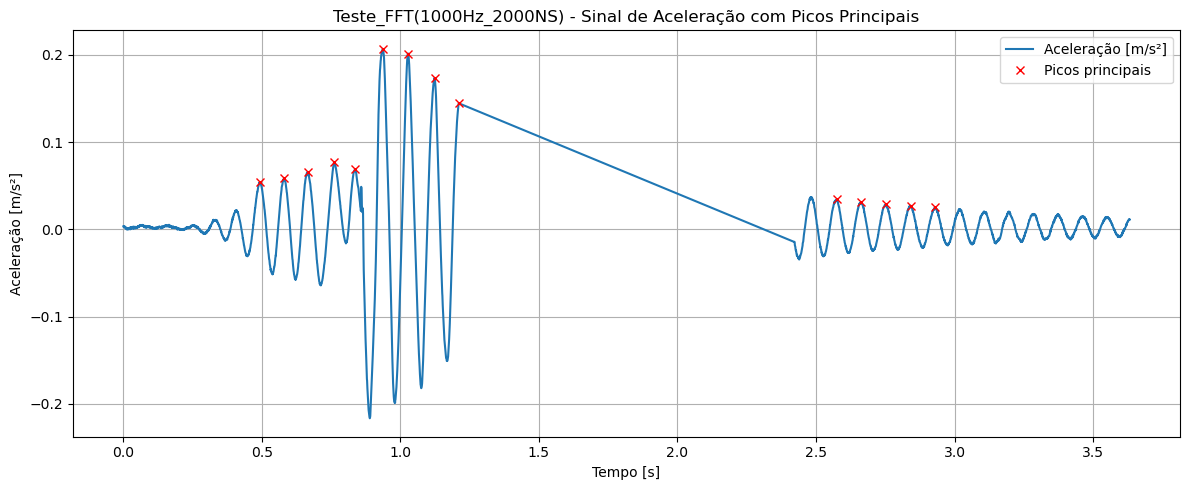 Teste_FFT(1000Hz_2000NS) - Sinal de Aceleração com Picos Principais
Aceleração [m/s²]
Picos principais
Aceleração [m/s²]
0.2
0.1
0.0
−0.1
−0.2
0.0 0.5 1.0 1.5 2.0 2.5 3.0 3.5
Tempo [s]